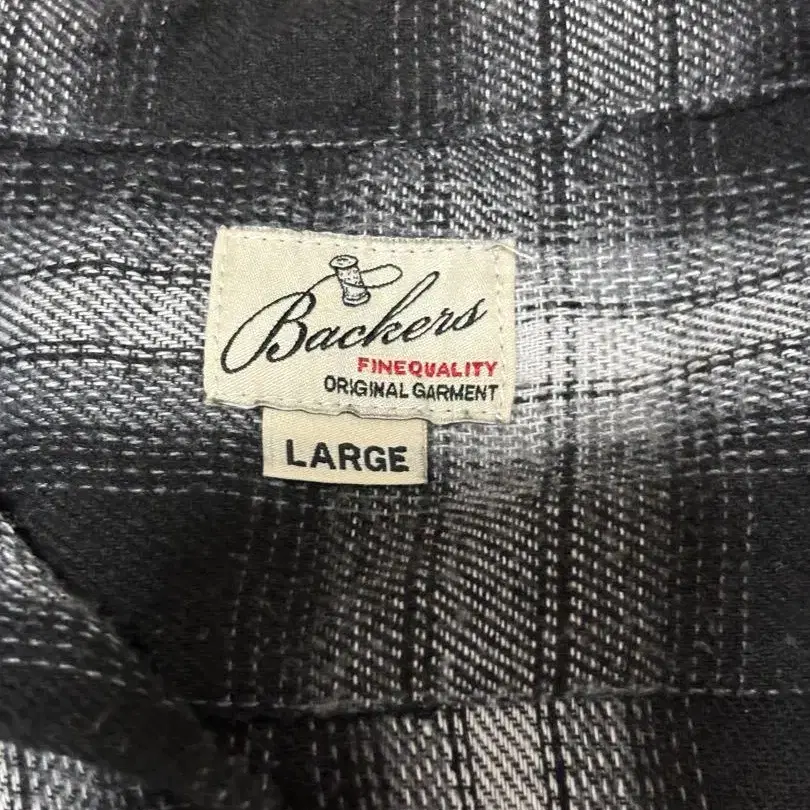 Backers
FINEQUALITY
ORIGINAL GARMENT
LARGE